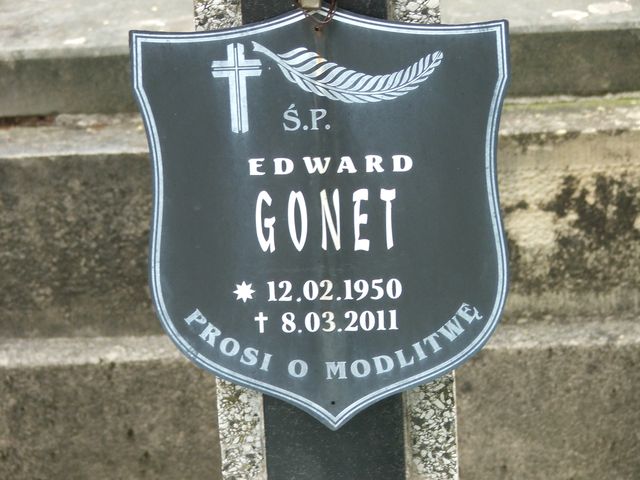 Ś.P.
EDWARD
GONET
* 12.02.1950
† 8.03.2011
PROSI O MODLITWĘ